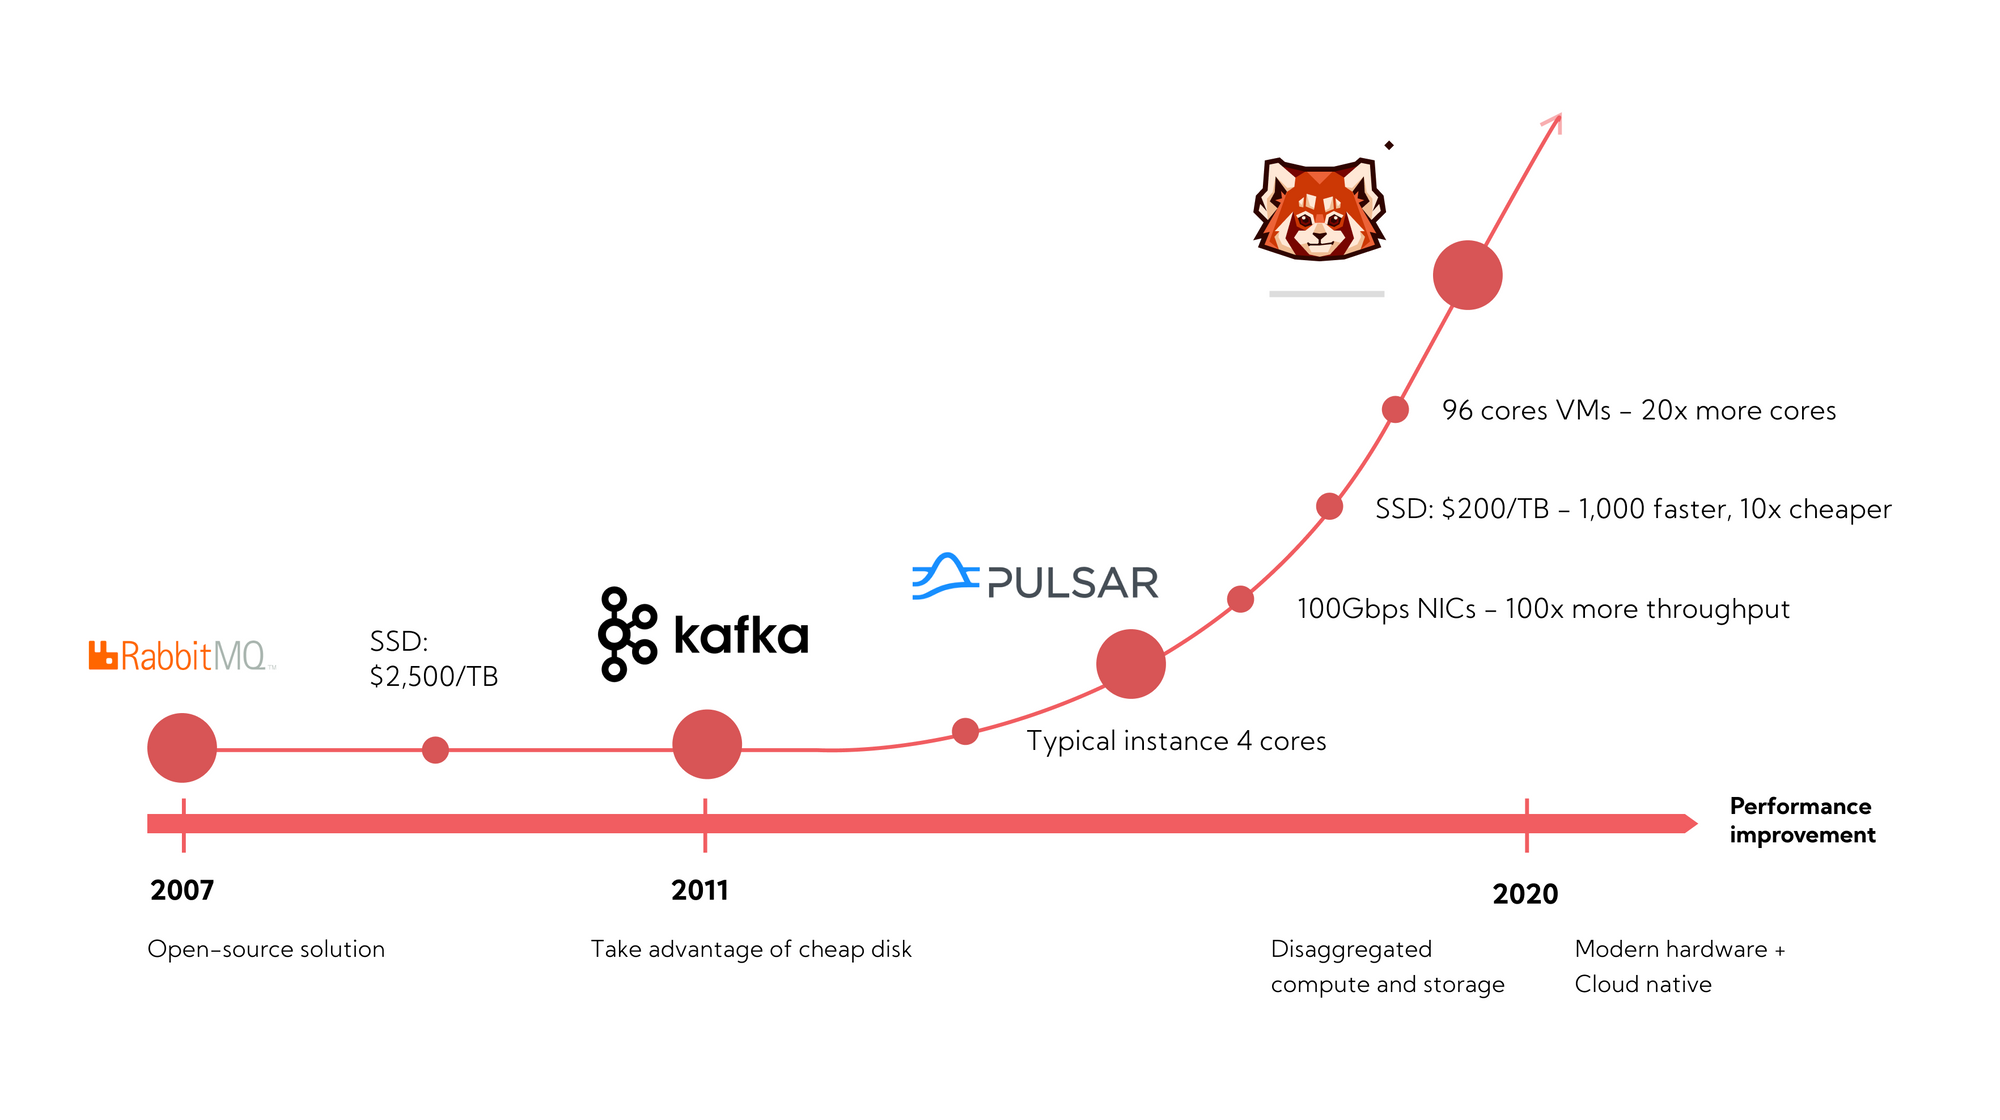 96 cores VMs - 20x more cores
SSD: $200/TB - 1,000 faster, 10x cheaper
PULSAR
100Gbps NICs - 100x more throughput
kafka
RabbitMQ™
SSD:
$2,500/TB
Typical instance 4 cores
Performance
improvement
2007
2011
2020
Open-source solution
Take advantage of cheap disk
Disaggregated
compute and storage
Modern hardware +
Cloud native